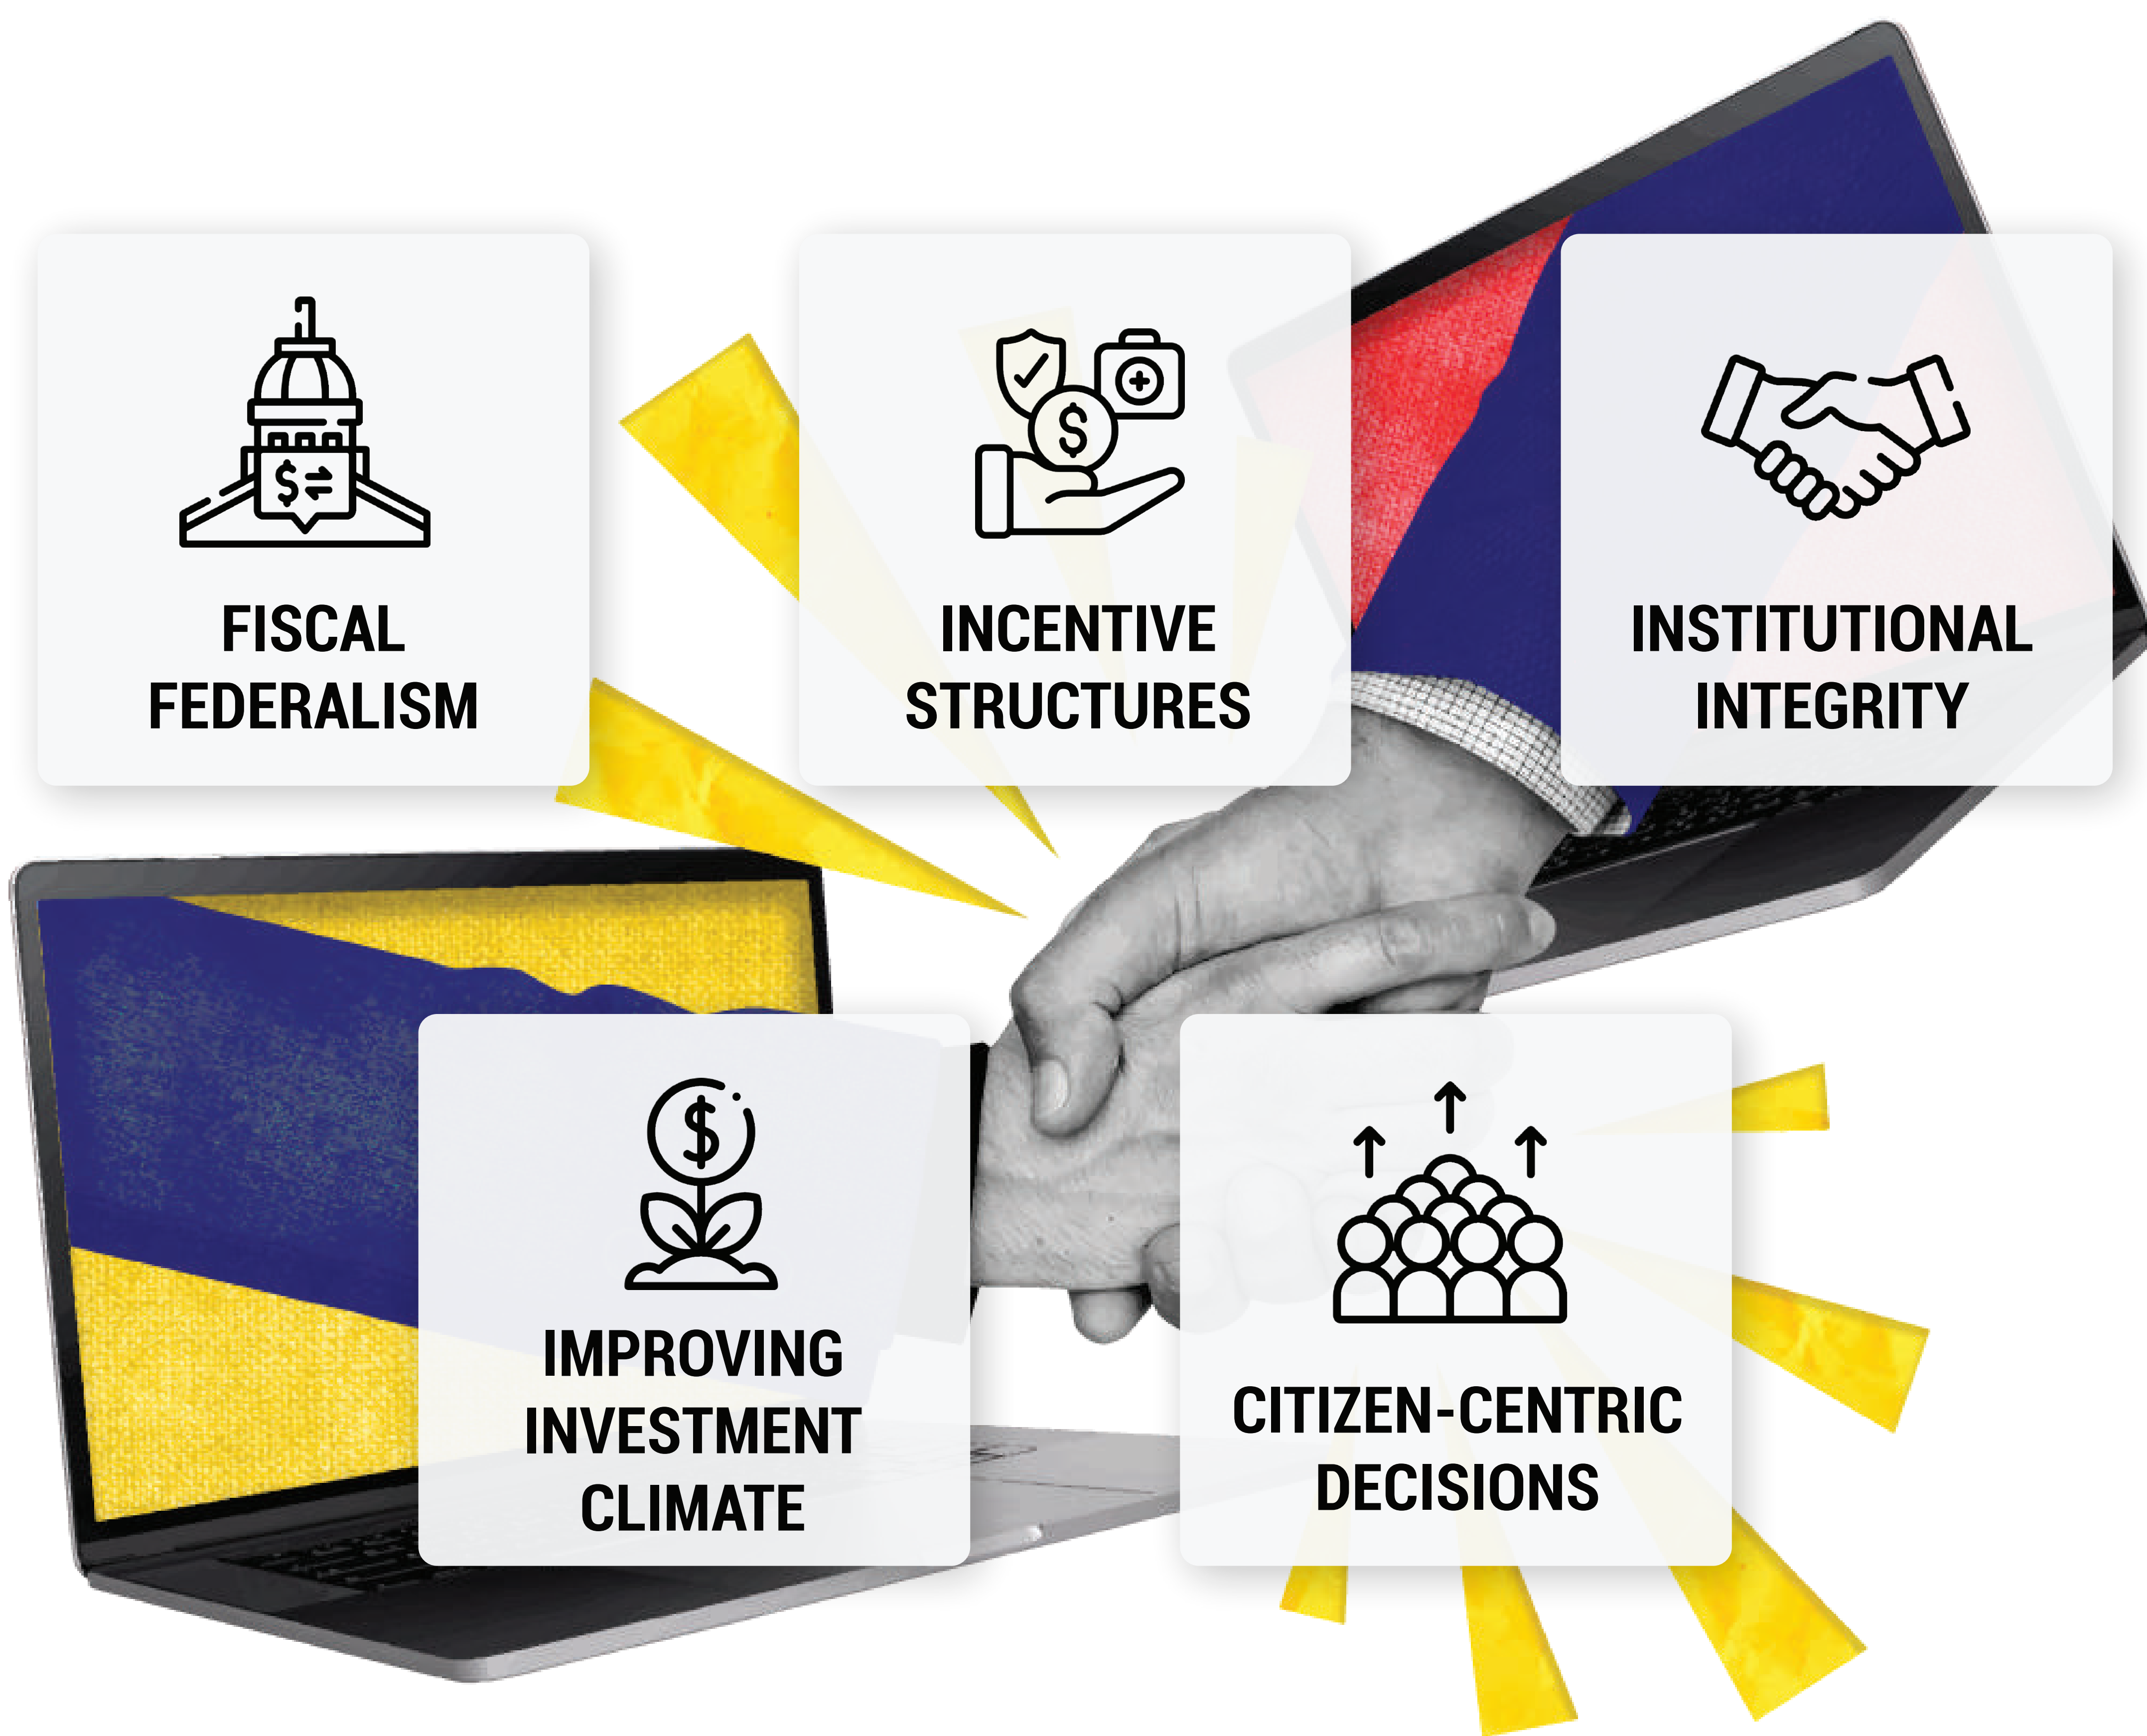 FISCAL
FEDERALISM
INCENTIVE
STRUCTURES
INSTITUTIONAL
INTEGRITY
IMPROVING
INVESTMENT
CLIMATE
CITIZEN-CENTRIC
DECISIONS